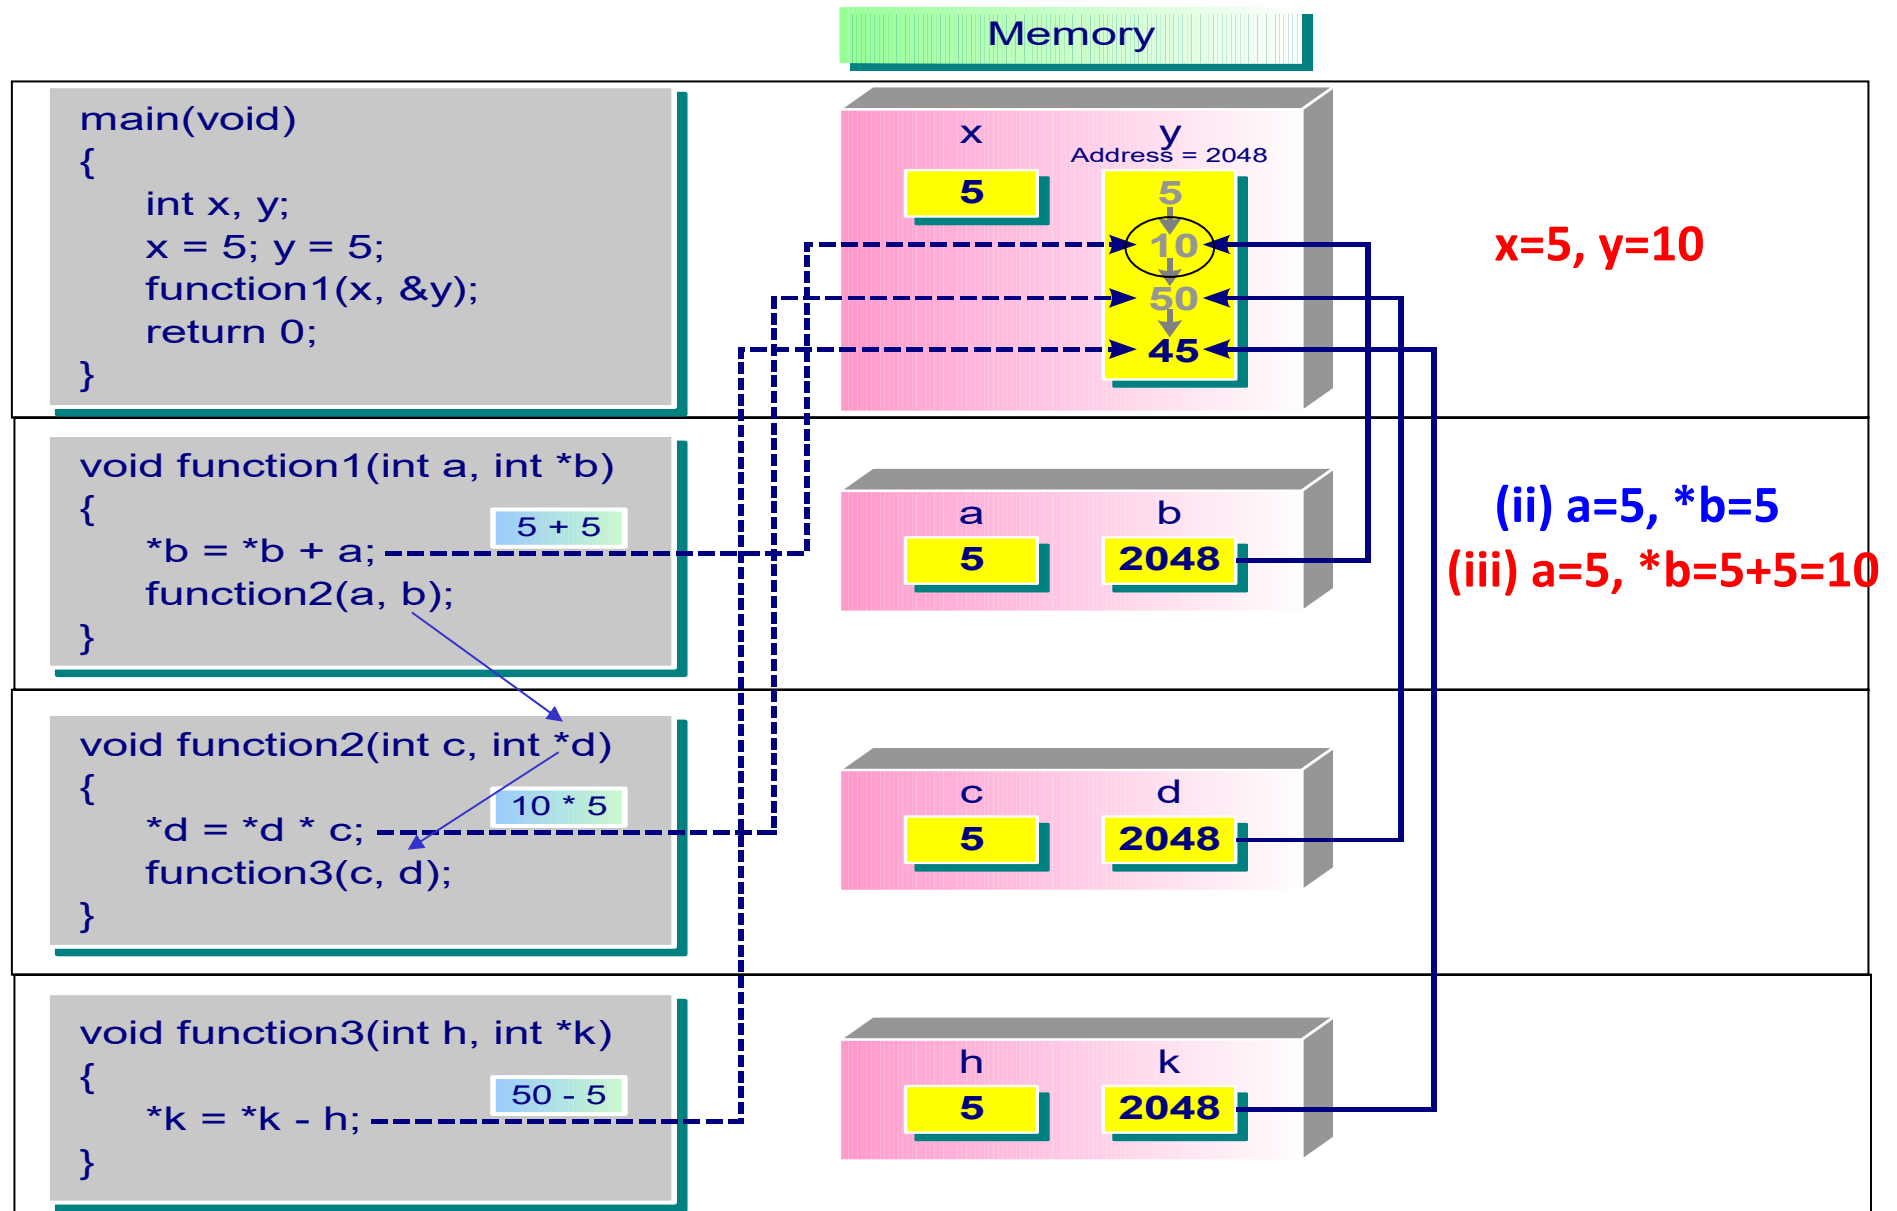 Memory
main(void)
{
int x, y;
x = 5; y = 5;
function1(x, &y);
return 0;
}
x
y
Address = 2048
5
5
10
50
45
x=5, y=10
void function1(int a, int *b)
{
5 + 5
*b = *b + a;
function2(a, b);
}
a
b
5
2048
(ii) a=5, *b=5
(iii) a=5, *b=5+5=10
void function2(int c, int *d)
{
10 * 5
*d = *d * c;
function3(c, d);
}
c
d
5
2048
void function3(int h, int *k)
{
50 - 5
*k = *k - h;
}
h
k
5
2048